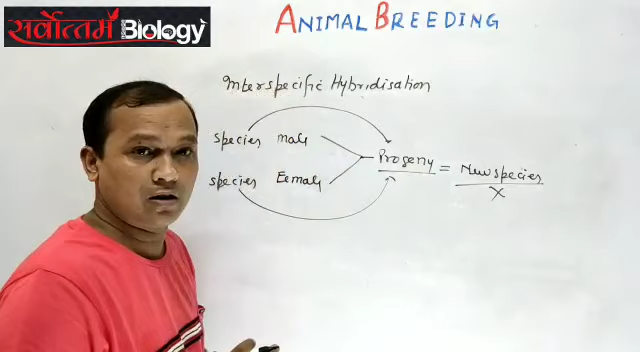 सर्वोत्तम Biology
ANIMAL BREEDING
Interspecific Hybridisation
species male
Progeny = New species
X
species Female